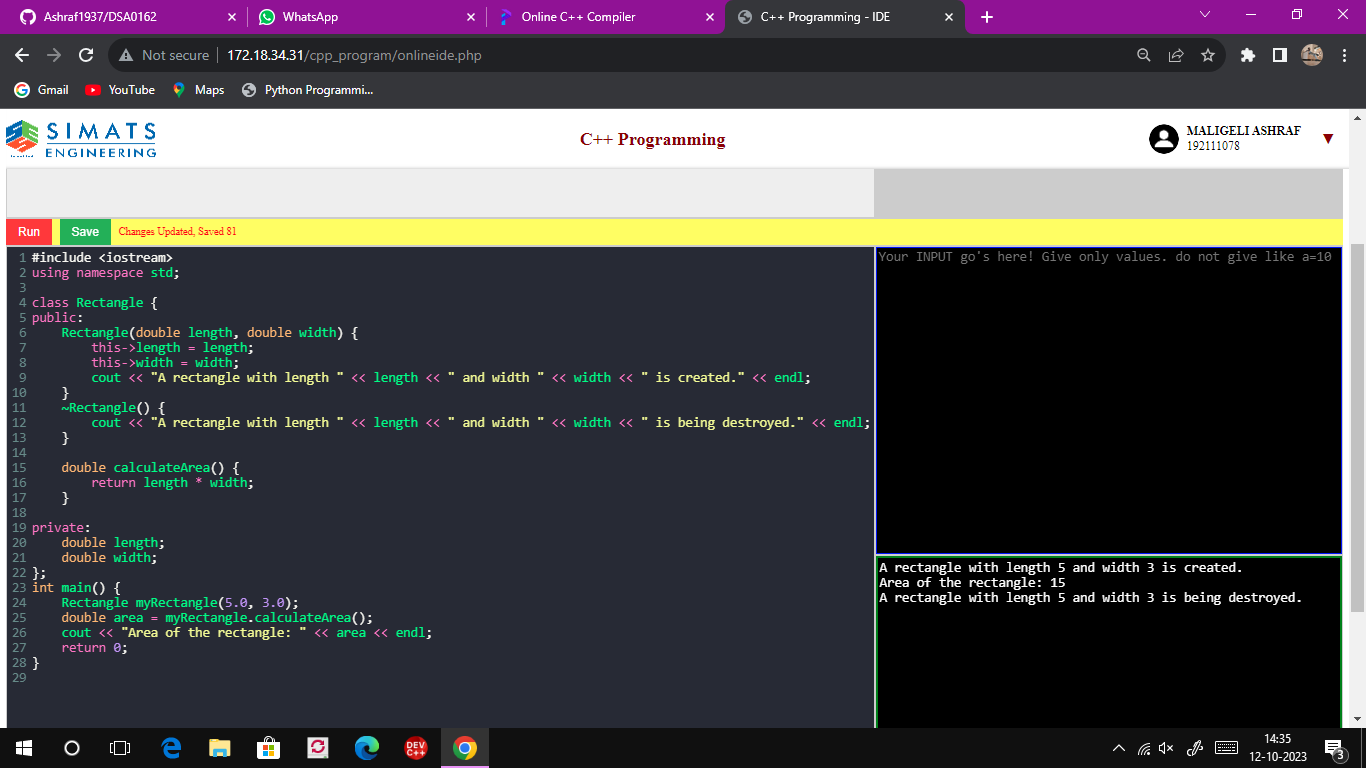 Ashraf1937/DSA0162
WhatsApp
Online C++ Compiler
C++ Programming - IDE
Not secure
172.18.34.31/cpp_program/onlineide.php
Gmail
YouTube
Maps
Python Programmi...
SIMATS
ENGINEERING
C++ Programming
MALIGELI ASHRAF
192111078
Run
Save
Changes Updated, Saved 81
1 #include <iostream>
2 using namespace std;
3
4 class Rectangle {
5 public:
6     Rectangle(double length, double width) {
7         this->length = length;
8         this->width = width;
9         cout << "A rectangle with length " << length << " and width " << width << " is created." << endl;
10     }
11     ~Rectangle() {
12         cout << "A rectangle with length " << length << " and width " << width << " is being destroyed." << endl;
13     }
14
15     double calculateArea() {
16         return length * width;
17     }
18
19 private:
20     double length;
21     double width;
22 };
23 int main() {
24     Rectangle myRectangle(5.0, 3.0);
25     double area = myRectangle.calculateArea();
26     cout << "Area of the rectangle: " << area << endl;
27     return 0;
28 }
29
Your INPUT go's here! Give only values. do not give like a=10
A rectangle with length 5 and width 3 is created.
Area of the rectangle: 15
A rectangle with length 5 and width 3 is being destroyed.
DEV
C++
14:35
12-10-2023
3